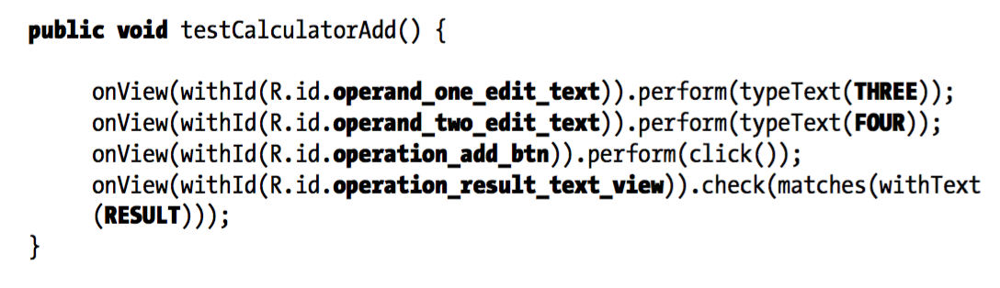 public void testCalculatorAdd() {
onView(withId(R.id.operand_one_edit_text)).perform(typeText(THREE));
onView(withId(R.id.operand_two_edit_text)).perform(typeText(FOUR));
onView(withId(R.id.operation_add_btn)).perform(click());
onView(withId(R.id.operation_result_text_view)).check(matches(withText
(RESULT)));
}